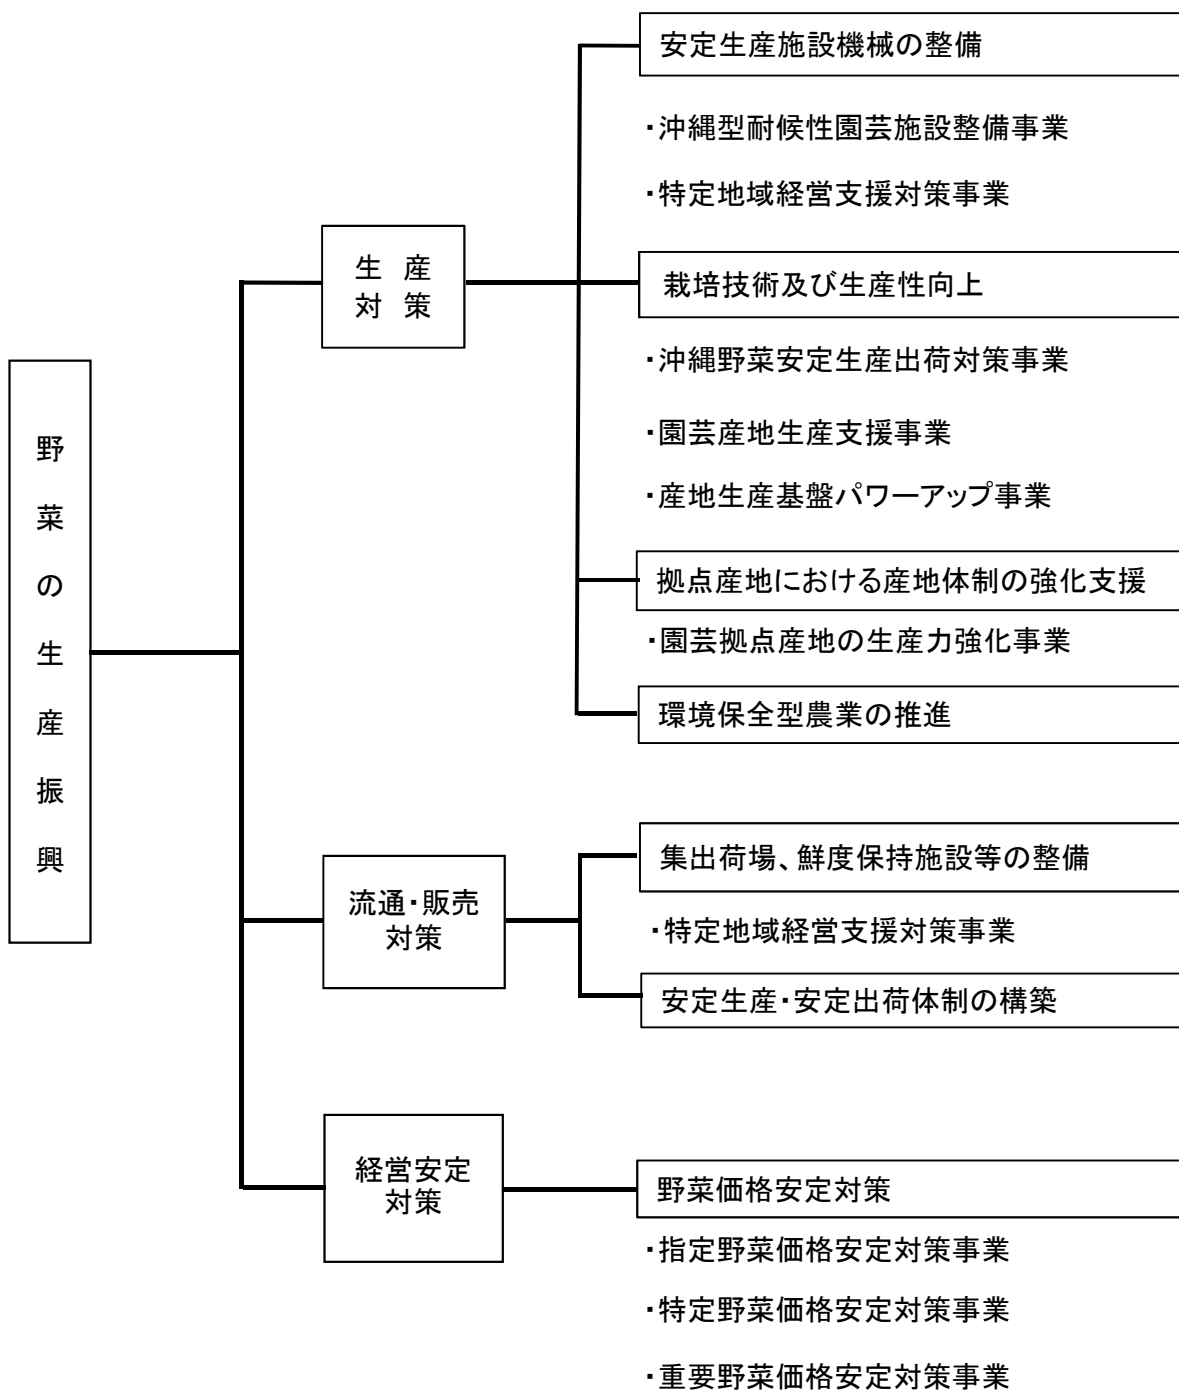 野菜の生産振興
生産
対策
安定生産施設機械の整備
・沖縄型耐候性園芸施設整備事業
・特定地域経営支援対策事業
栽培技術及び生産性向上
・沖縄野菜安定生産出荷対策事業
・園芸産地生産支援事業
・産地生産基盤パワーアップ事業
拠点産地における産地体制の強化支援
・園芸拠点産地の生産力強化事業
環境保全型農業の推進
流通・販売
対策
集出荷場、鮮度保持施設等の整備
・特定地域経営支援対策事業
安定生産・安定出荷体制の構築
経営安定
対策
野菜価格安定対策
・指定野菜価格安定対策事業
・特定野菜価格安定対策事業
・重要野菜価格安定対策事業